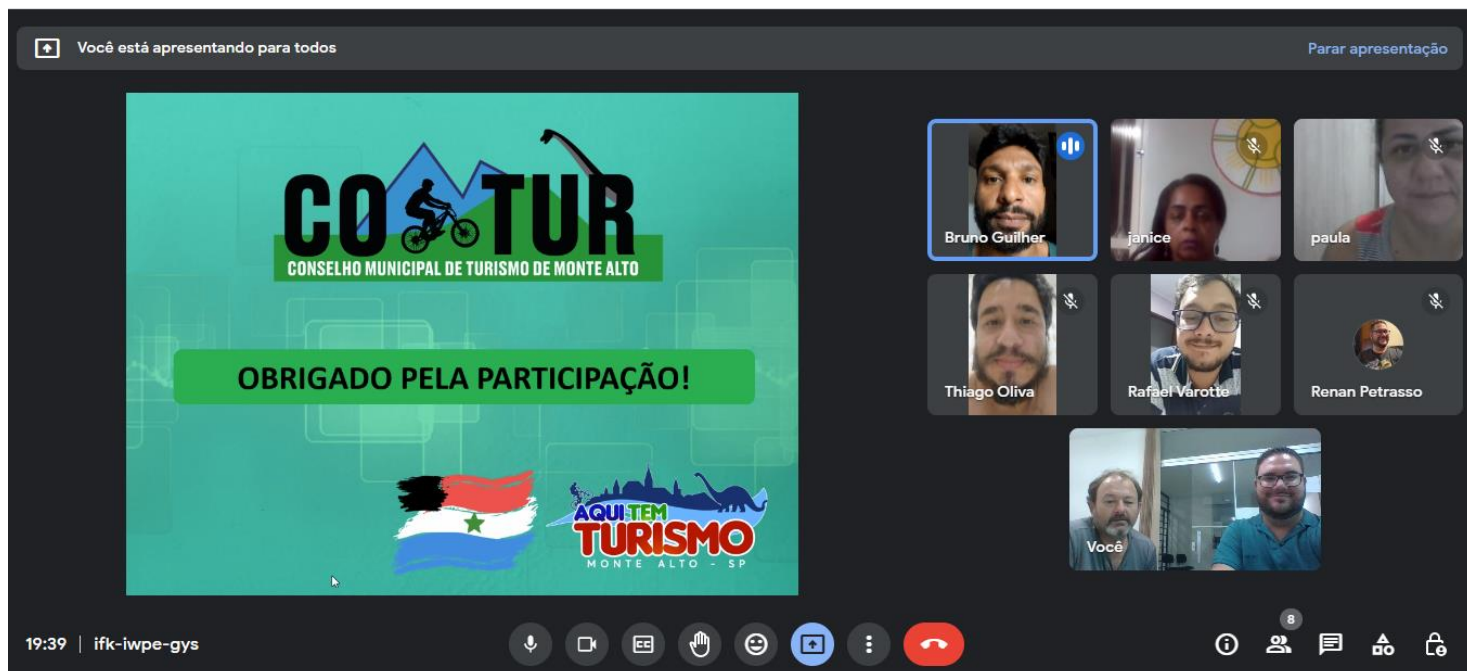 Você está apresentando para todos
Parar apresentação
COMTUR
CONSELHO MUNICIPAL DE TURISMO DE MONTE ALTO
OBRIGADO PELA PARTICIPAÇÃO!
AQUI TEM
TURISMO
MONTE ALTO - SP
Bruno Guilher
janice
paula
Thiago Oliva
Rafael Varotte
Renan Petrasso
Você
19:39 | ifk-iwpe-gys
CC
8